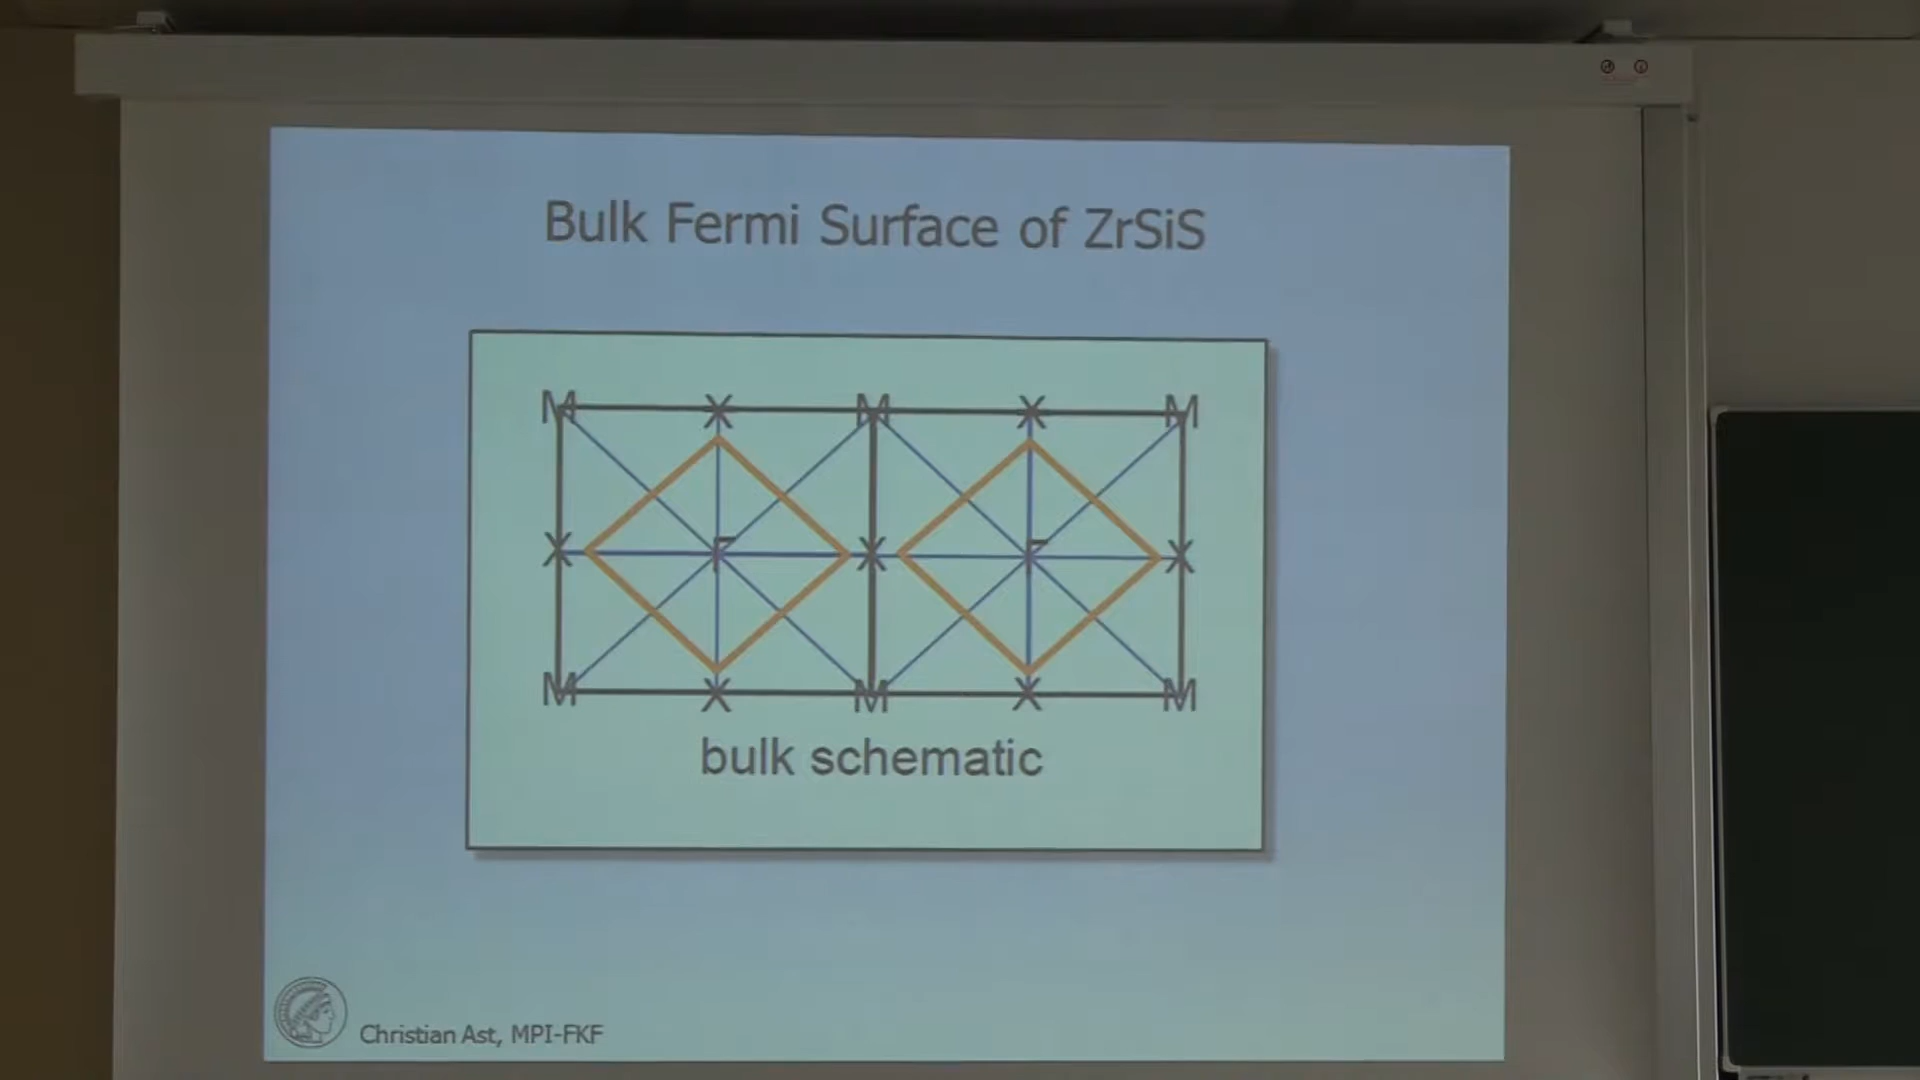 Bulk Fermi Surface of ZrSiS
M X M X M
X Γ X Γ X
M X M X M
bulk schematic
Christian Ast, MPI-FKF